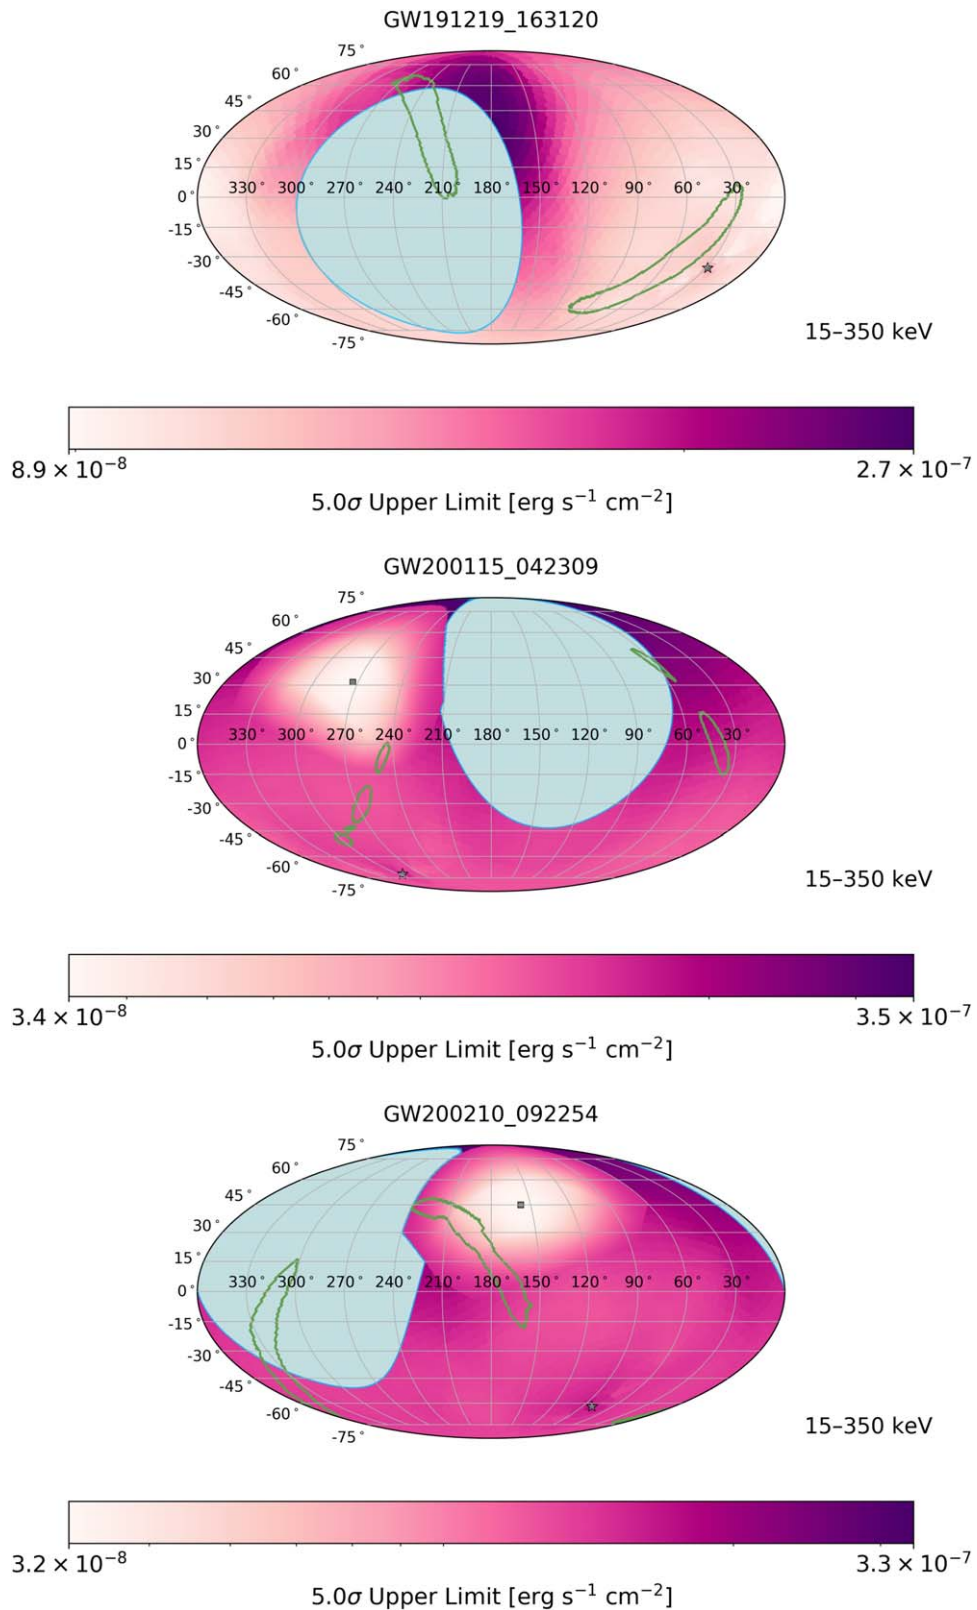 GW191219_163120
75°
60°
45°
30°
15°
330° 300° 270° 240° 210° 180° 150° 120° 90° 60° 30°
0°
-15°
-30°
-45°
-60°
-75°
15–350 keV
8.9 × 10⁻⁸ 2.7 × 10⁻⁷
5.0σ Upper Limit [erg s⁻¹ cm⁻²]
GW200115_042309
75°
60°
45°
30°
15°
330° 300° 270° 240° 210° 180° 150° 120° 90° 60° 30°
0°
-15°
-30°
-45°
-60°
-75°
15–350 keV
3.4 × 10⁻⁸ 3.5 × 10⁻⁷
5.0σ Upper Limit [erg s⁻¹ cm⁻²]
GW200210_092254
75°
60°
45°
30°
15°
330° 300° 270° 240° 210° 180° 150° 120° 90° 60° 30°
0°
-15°
-30°
-45°
-60°
-75°
15–350 keV
3.2 × 10⁻⁸ 3.3 × 10⁻⁷
5.0σ Upper Limit [erg s⁻¹ cm⁻²]